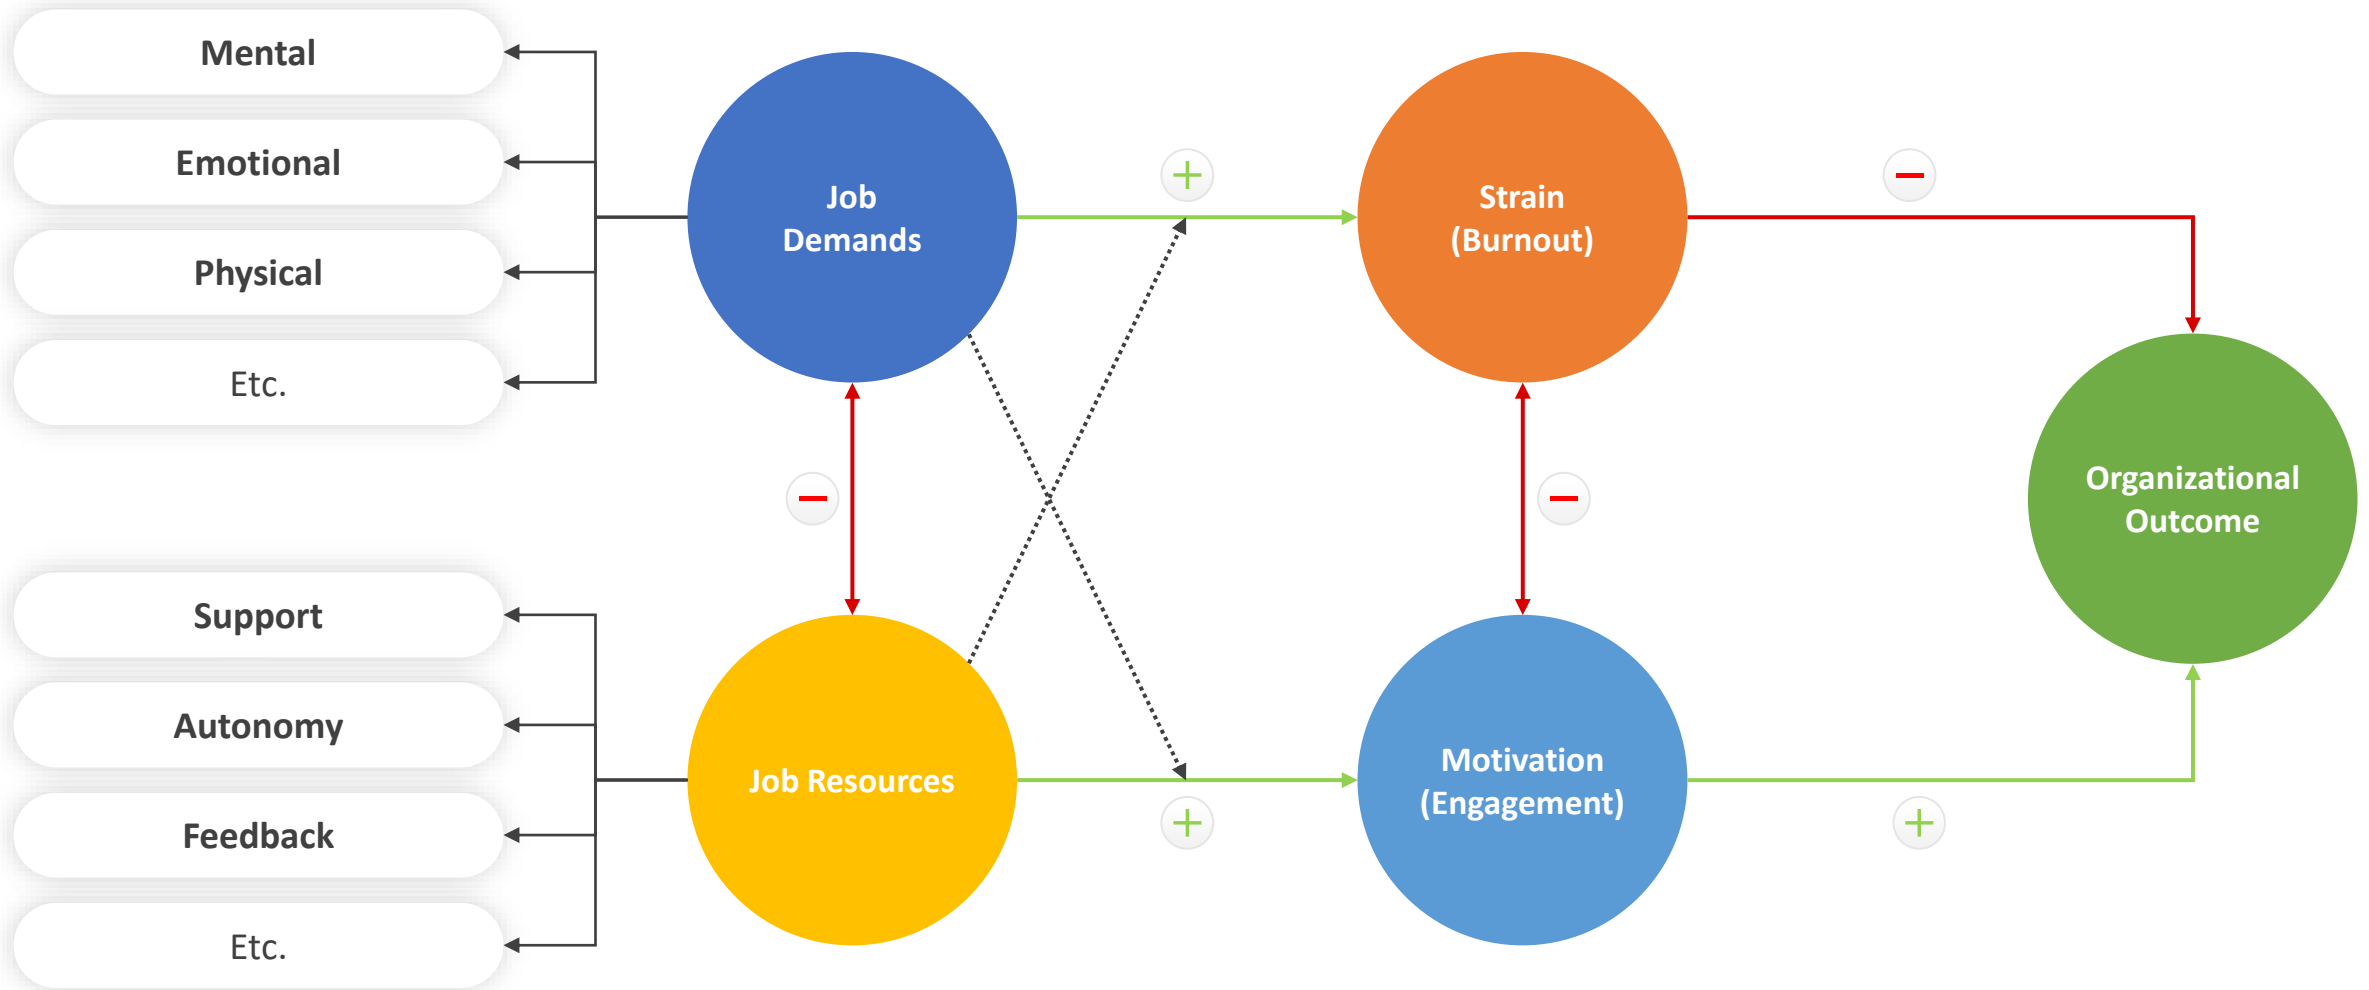 Mental
Emotional
Physical
Etc.
Support
Autonomy
Feedback
Etc.
Job
Demands
Job Resources
+
+
−
Strain
(Burnout)
Motivation
(Engagement)
−
−
+
Organizational
Outcome